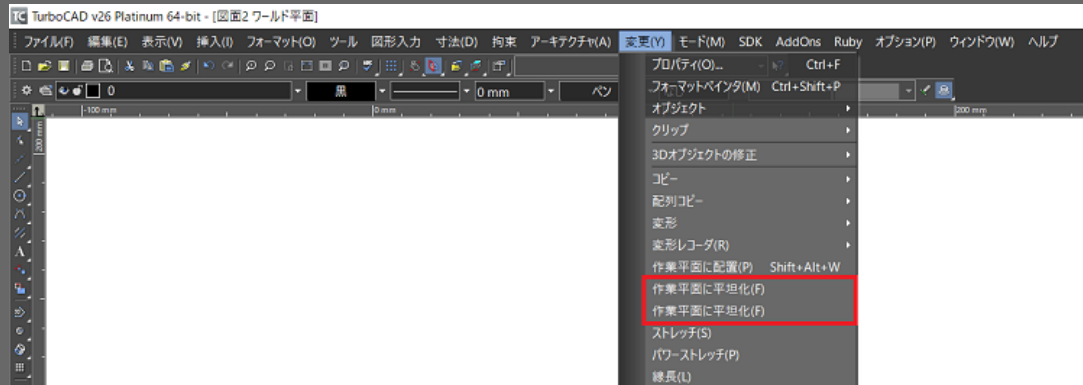 TC TurboCAD v26 Platinum 64-bit - [図面2 ワールド平面]
ファイル(F) 編集(E) 表示(V) 挿入(I) フォーマット(O) ツール 図形入力 寸法(D) 拘束 アーキテクチャ(A) 変更(Y) モード(M) SDK AddOns Ruby オプション(P) ウィンドウ(W) ヘルプ
プロパティ(O)... Ctrl+F
0 黒 0 mm ペン
フォーマットペインタ(M) Ctrl+Shift+P
-100 mm 0 mm 200 mm
オブジェクト
200 mm
クリップ
3Dオブジェクトの修正
コピー
配列コピー
変形
変形レコーダ(R)
作業平面に配置(P) Shift+Alt+W
作業平面に平坦化(F)
作業平面に平坦化(F)
ストレッチ(S)
パワーストレッチ(P)
線長(L)